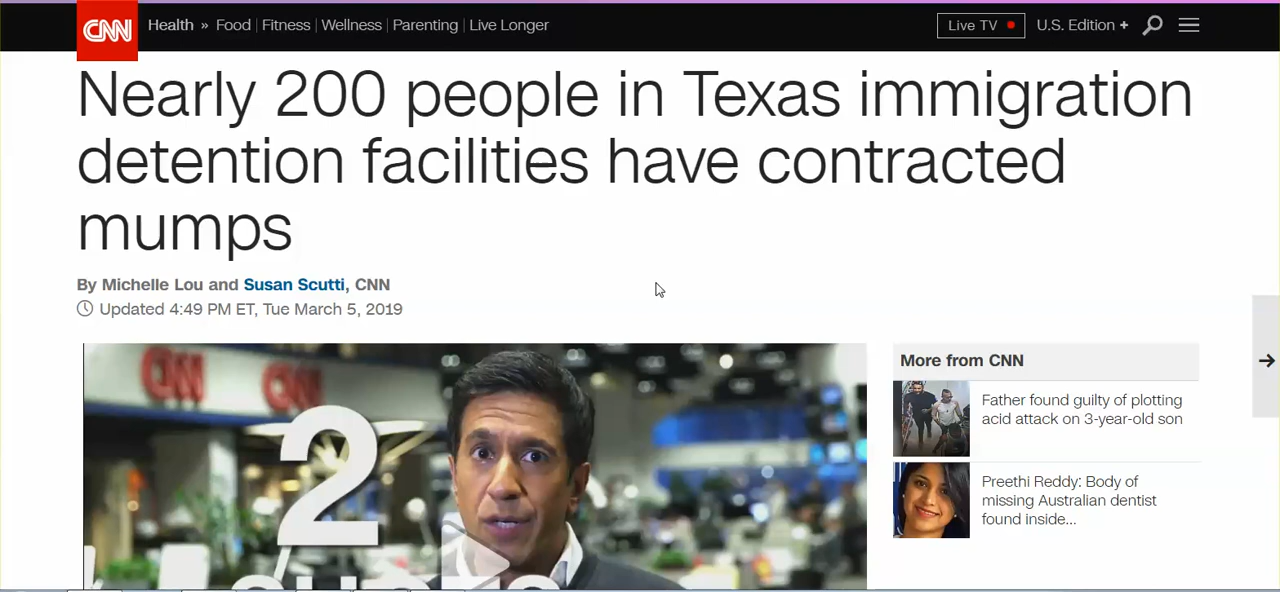 CNN
Health » Food | Fitness | Wellness | Parenting | Live Longer
Live TV
U.S. Edition +
Nearly 200 people in Texas immigration
detention facilities have contracted
mumps
By Michelle Lou and Susan Scutti, CNN
Updated 4:49 PM ET, Tue March 5, 2019
CNN CNN
2
More from CNN
Father found guilty of plotting
acid attack on 3-year-old son
Preethi Reddy: Body of
missing Australian dentist
found inside...